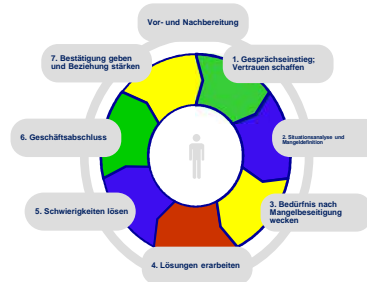 Vor- und Nachbereitung
7. Bestätigung geben
und Beziehung stärken
1. Gesprächseinstieg;
Vertrauen schaffen
6. Geschäftsabschluss
2. Situationsanalyse und
Mangeldefinition
5. Schwierigkeiten lösen
3. Bedürfnis nach
Mangelbeseitigung
wecken
4. Lösungen erarbeiten